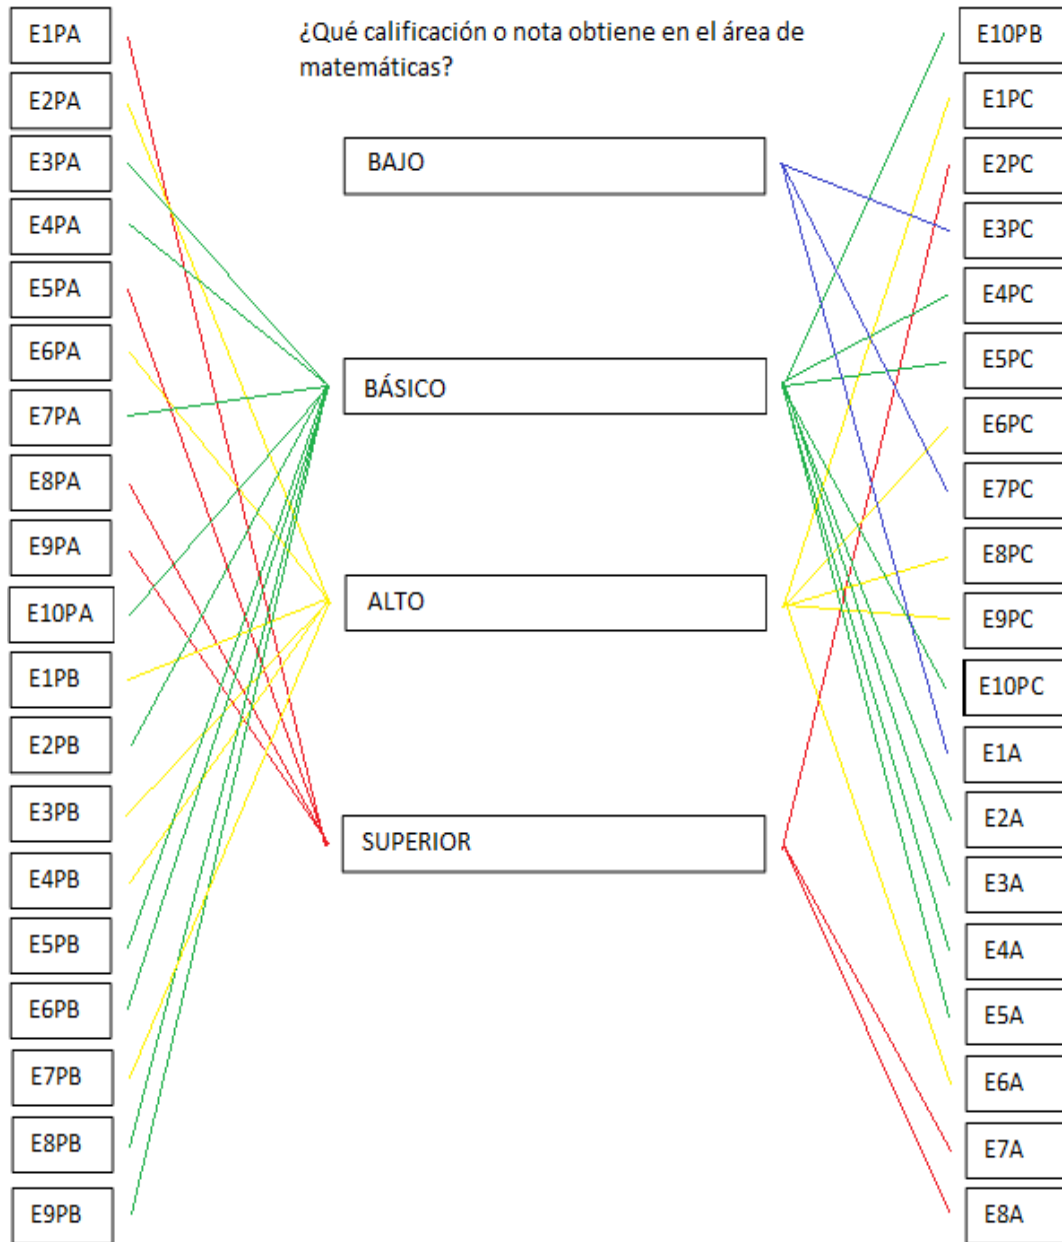 ¿Qué calificación o nota obtiene en el área de
matemáticas?
E1PA
E2PA
E3PA
E4PA
E5PA
E6PA
E7PA
E8PA
E9PA
E10PA
E1PB
E2PB
E3PB
E4PB
E5PB
E6PB
E7PB
E8PB
E9PB
BAJO
BÁSICO
ALTO
SUPERIOR
E10PB
E1PC
E2PC
E3PC
E4PC
E5PC
E6PC
E7PC
E8PC
E9PC
E10PC
E1A
E2A
E3A
E4A
E5A
E6A
E7A
E8A